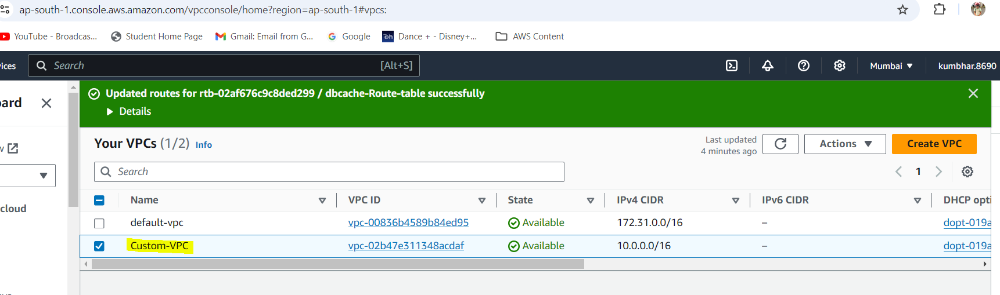 ap-south-1.console.aws.amazon.com/vpcconsole/home?region=ap-south-1#vpcs:
YouTube - Broadcas... Student Home Page Gmail: Email from G... Google Dance + - Disney+... AWS Content
vices Search [Alt+S] Mumbai kumbhar.8690
oard
Updated routes for rtb-02af676c9c8ded299 / dbcache-Route-table successfully
Details
Your VPCs (1/2) Info
Last updated
4 minutes ago
Actions Create VPC
w
Search
1
Name VPC ID State IPv4 CIDR IPv6 CIDR DHCP opti
cloud
default-vpc vpc-00836b4589b84ed95 Available 172.31.0.0/16 – dopt-019a
Custom-VPC vpc-02b47e311348acdaf Available 10.0.0.0/16 – dopt-019a